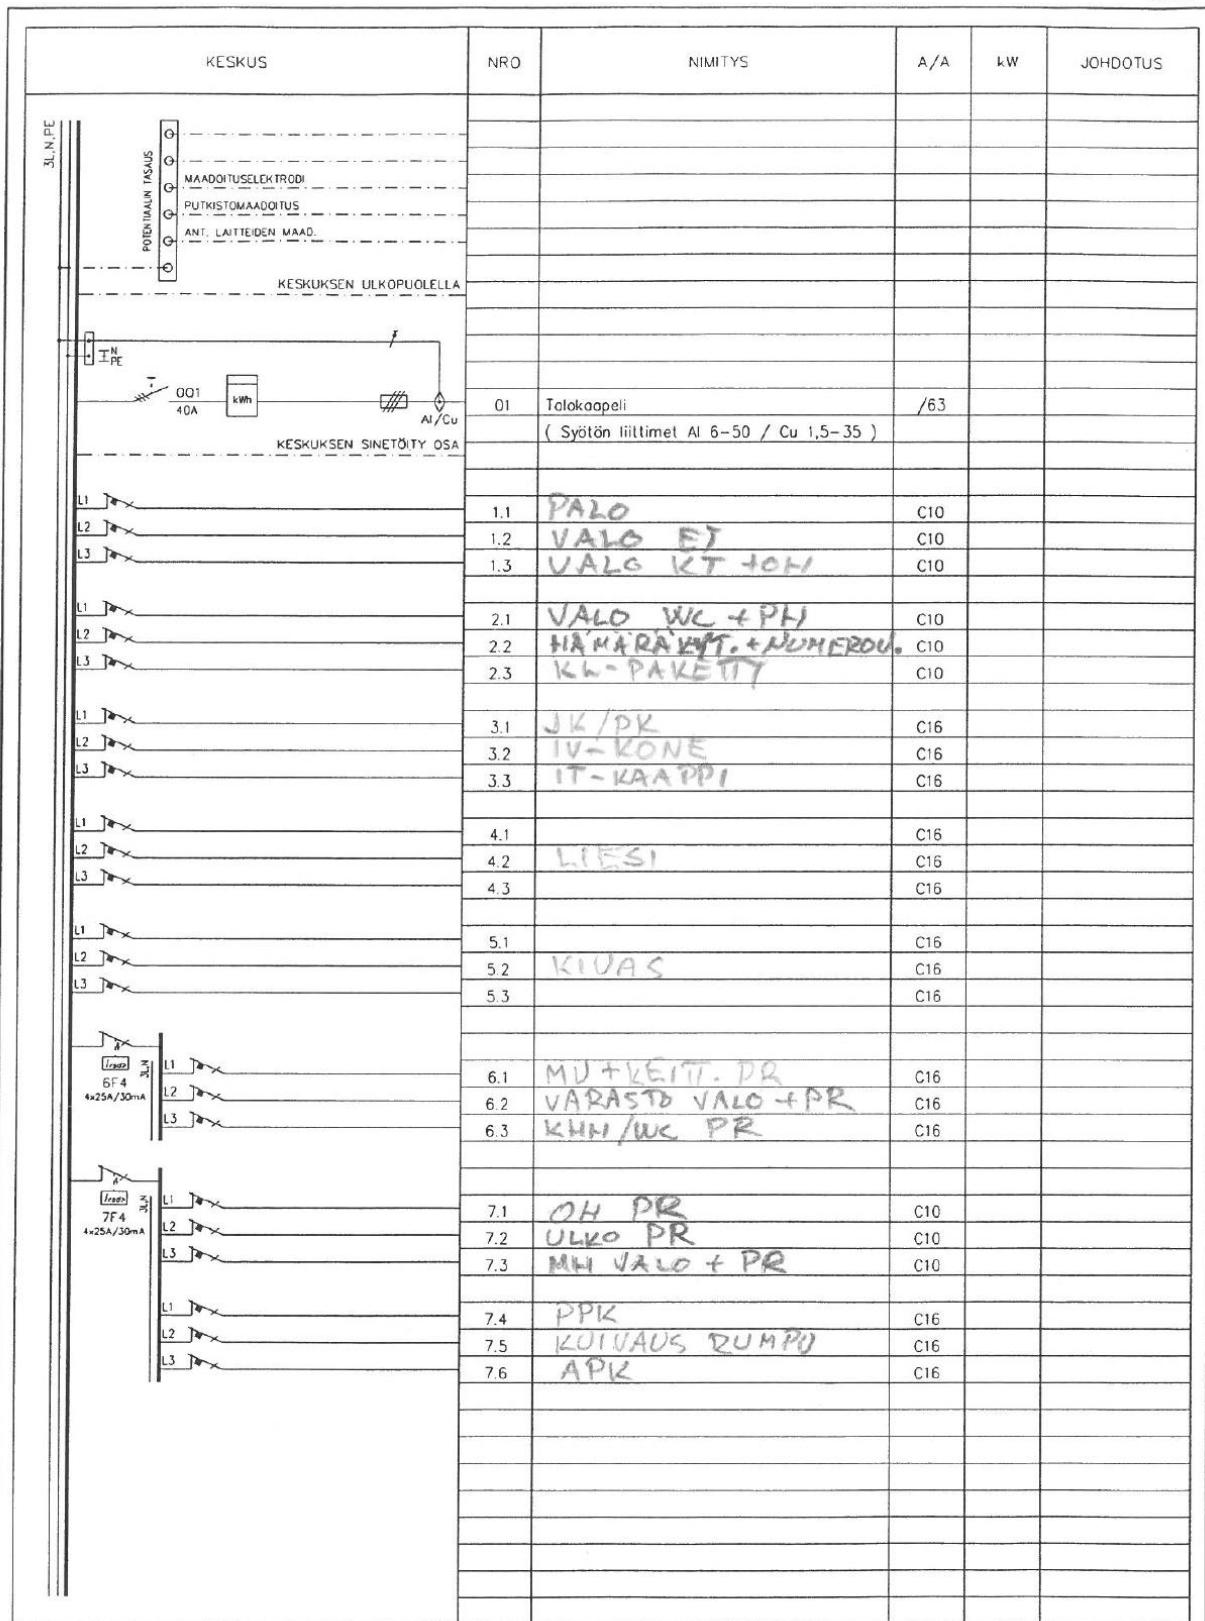 KESKUS NRO NIMITYS A/A kW JOHDOTUS
3L,N,PE
POTENTIAALIN TASAUS
MAADOITUSELEKTRODI
PUTKISTOMAADOITUS
ANT. LAITTEIDEN MAAD.
KESKUKSEN ULKOPUOLELLA
N
PE
001
40A
kWh
Al/Cu
01 Talokaapeli /63
( Syötön liittimet Al 6-50 / Cu 1,5-35 )
KESKUKSEN SINETÖITY OSA
L1 1.1 PALO C10
L2 1.2 VALO ET C10
L3 1.3 VALO KT +OH C10
L1 2.1 VALO WC + PH C10
L2 2.2 HÄMÄRÄKYT. + NUMEROV. C10
L3 2.3 KL-PAKETTI C10
L1 3.1 JK/PK C16
L2 3.2 IV-KONE C16
L3 3.3 IT-KAAPPI C16
L1 4.1 C16
L2 4.2 LIESI C16
L3 4.3 C16
L1 5.1 C16
L2 5.2 KIUAS C16
L3 5.3 C16
6F4
4x25A/30mA
3L,N
L1 6.1 MU + KEITT. PR C16
L2 6.2 VARASTO VALO + PR C16
L3 6.3 KHH/WC PR C16
7F4
4x25A/30mA
3L,N
L1 7.1 OH PR C10
L2 7.2 ULKO PR C10
L3 7.3 MH VALO + PR C10
L1 7.4 PPK C16
L2 7.5 KUIVAUS RUMPU C16
L3 7.6 APK C16